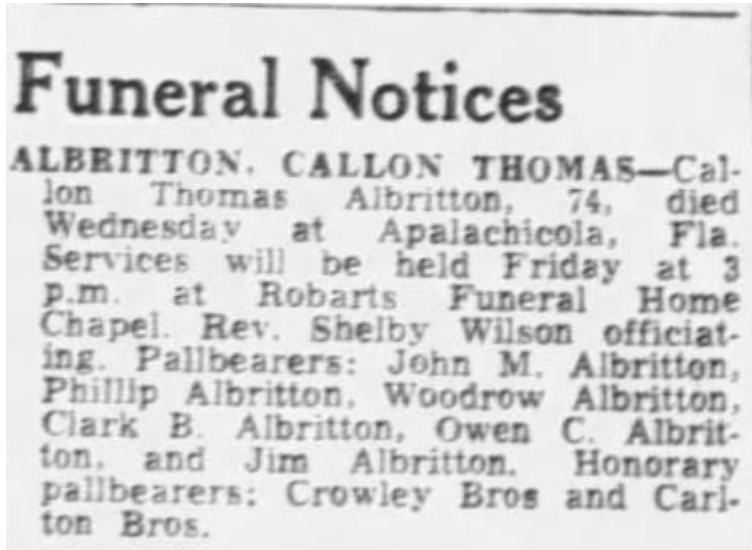 Funeral Notices
ALBRITTON, CALLON THOMAS—Cal-
lon Thomas Albritton, 74, died
Wednesday at Apalachicola, Fla.
Services will be held Friday at 3
p.m. at Robarts Funeral Home
Chapel. Rev. Shelby Wilson officiat-
ing. Pallbearers: John M. Albritton,
Phillip Albritton, Woodrow Albritton,
Clark B. Albritton, Owen C. Albrit-
ton, and Jim Albritton. Honorary
pallbearers: Crowley Bros and Carl-
ton Bros.